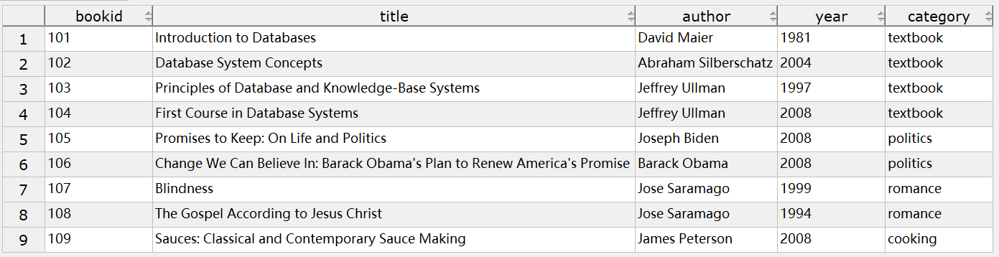 bookid title author year category
1 101 Introduction to Databases David Maier 1981 textbook
2 102 Database System Concepts Abraham Silberschatz 2004 textbook
3 103 Principles of Database and Knowledge-Base Systems Jeffrey Ullman 1997 textbook
4 104 First Course in Database Systems Jeffrey Ullman 2008 textbook
5 105 Promises to Keep: On Life and Politics Joseph Biden 2008 politics
6 106 Change We Can Believe In: Barack Obama's Plan to Renew America's Promise Barack Obama 2008 politics
7 107 Blindness Jose Saramago 1999 romance
8 108 The Gospel According to Jesus Christ Jose Saramago 1994 romance
9 109 Sauces: Classical and Contemporary Sauce Making James Peterson 2008 cooking